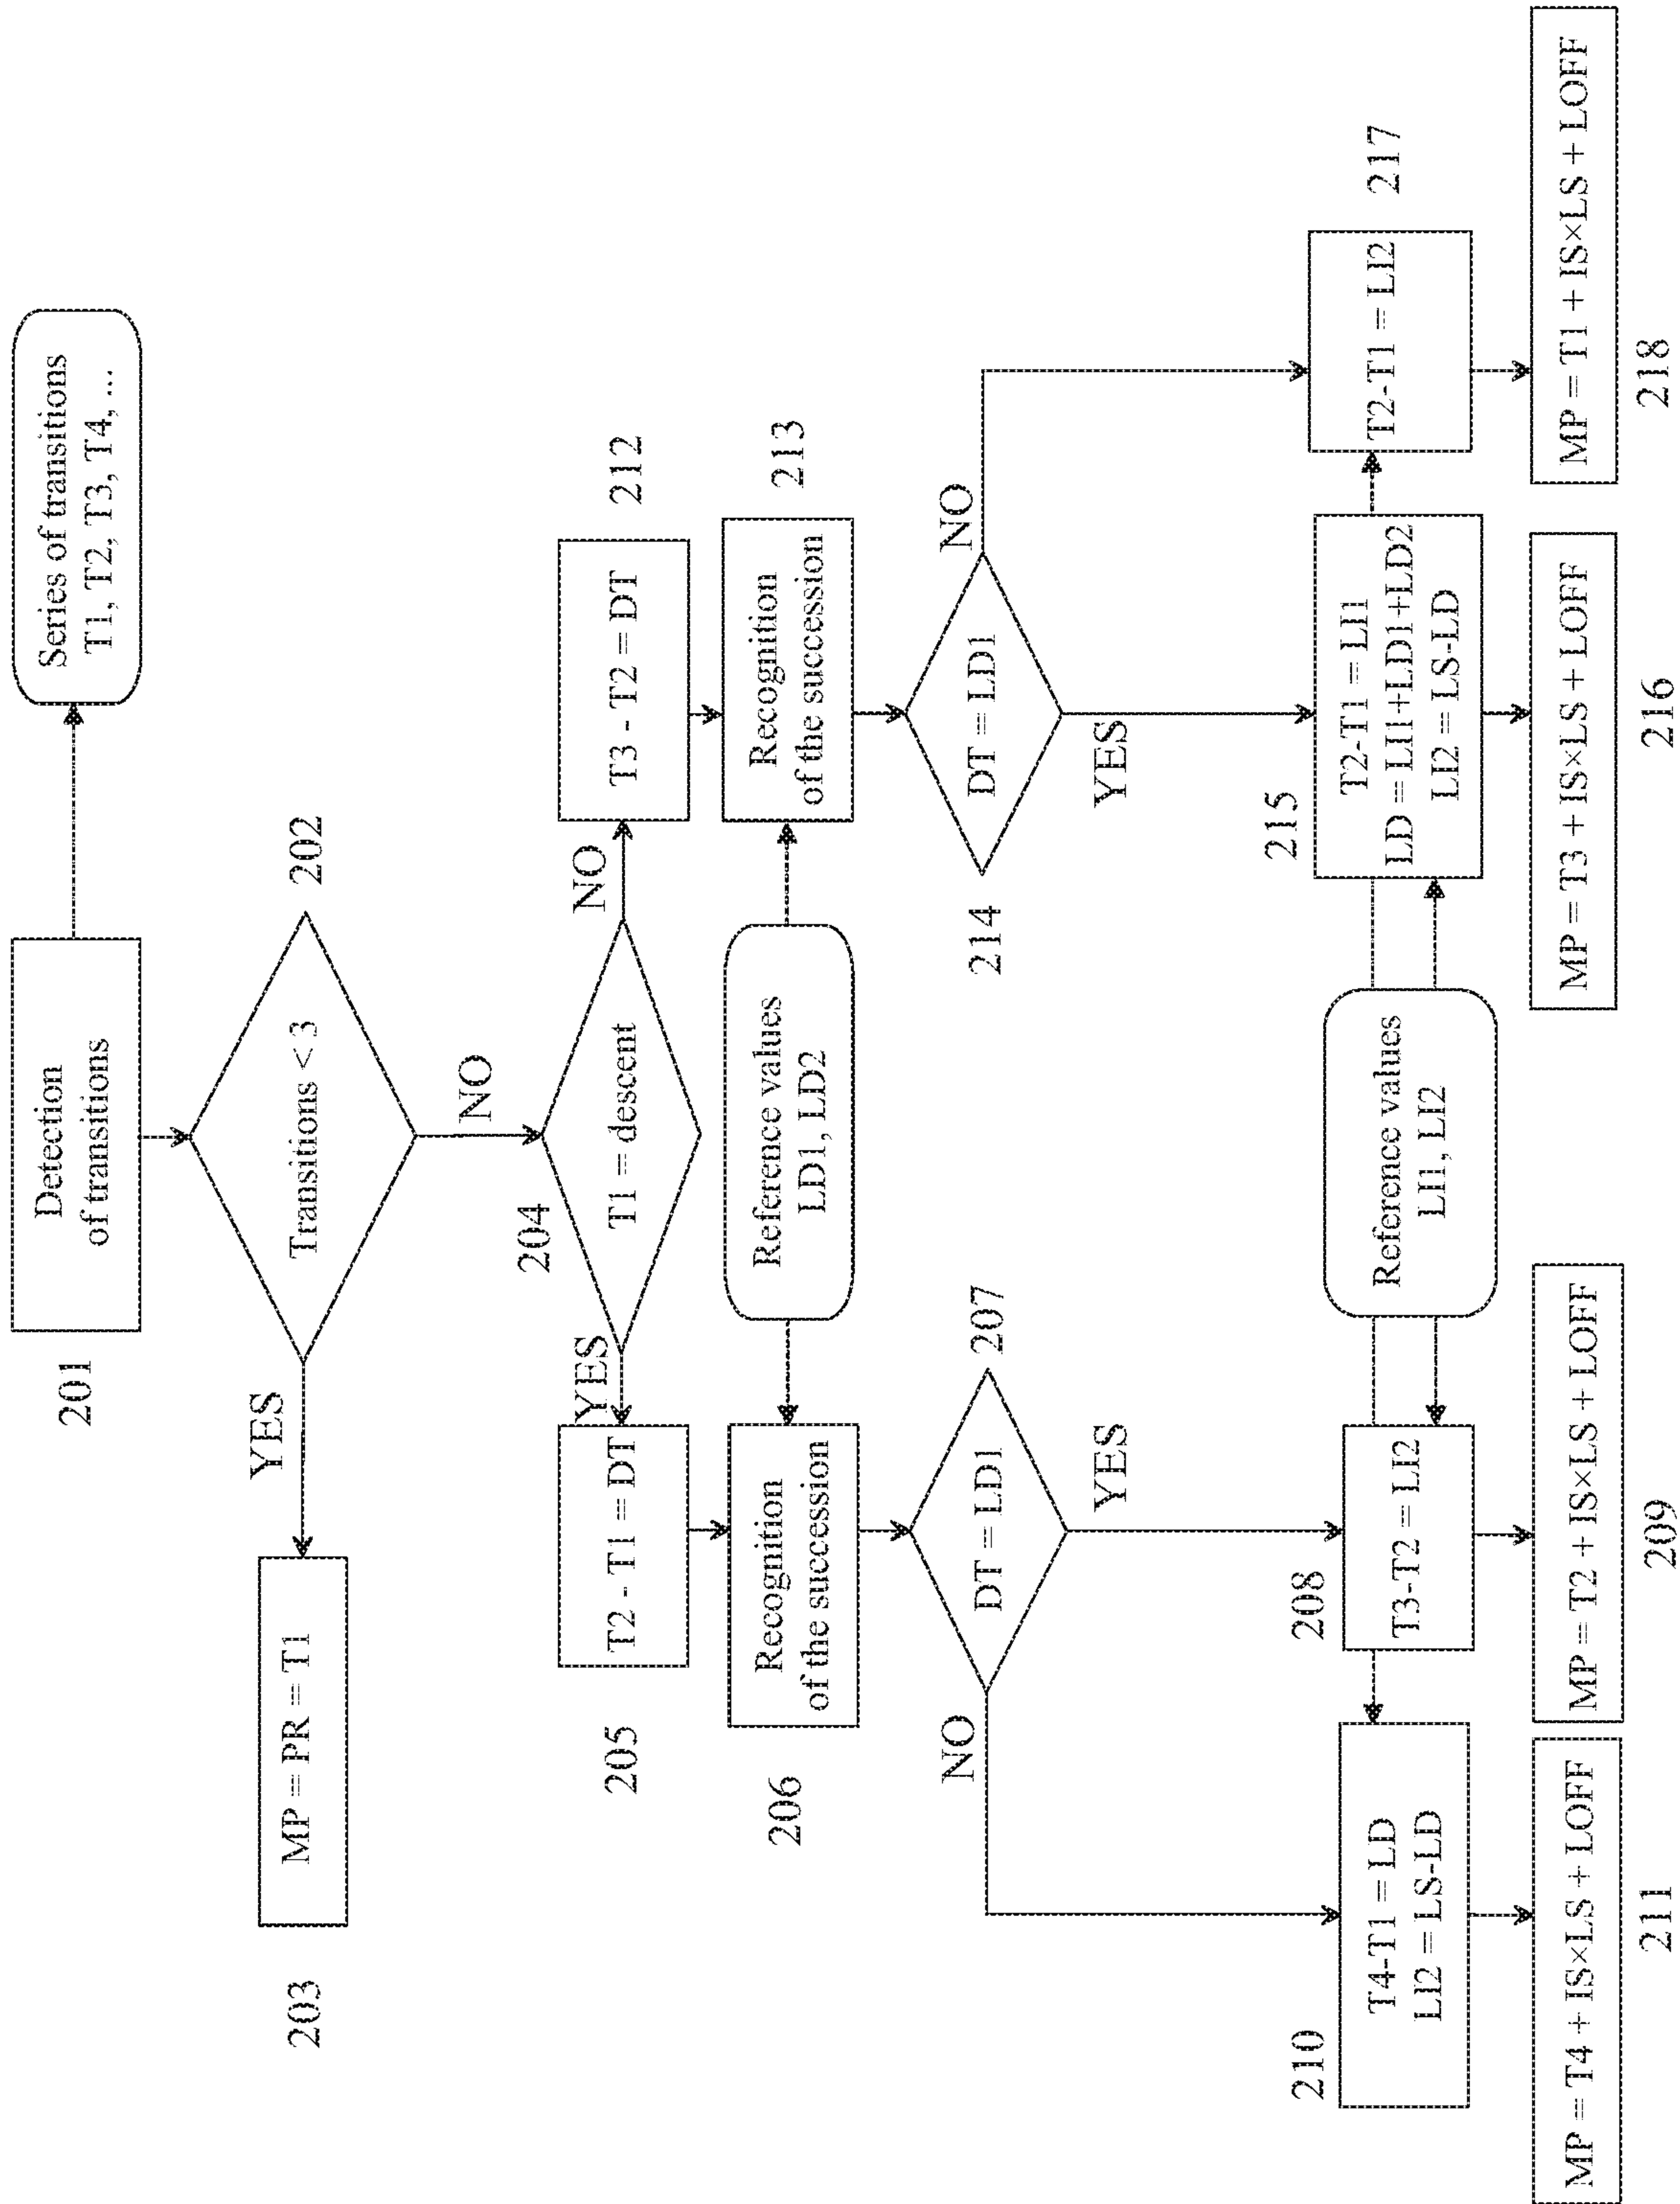 201
Detection
of transitions
Series of transitions
T1, T2, T3, T4, ...
202
Transitions < 3
YES
NO
203
MP = PR = T1
204
T1 = descent
YES
NO
205
T2 - T1 = DT
T3 - T2 = DT
212
206
Recognition
of the succession
Reference values
LD1, LD2
Recognition
of the succession
213
DT = LD1
207
NO
YES
214
DT = LD1
NO
YES
210
T4-T1 = LD
LI2 = LS-LD
208
T3-T2 = LI2
Reference values
LI1, LI2
215
T2-T1 = LI1
LD = LI1+LD1+LD2
LI2 = LS-LD
T2-T1 = LI2
217
MP = T4 + IS×LS + LOFF
MP = T2 + IS×LS + LOFF
MP = T3 + IS×LS + LOFF
MP = T1 + IS×LS + LOFF
211
209
216
218